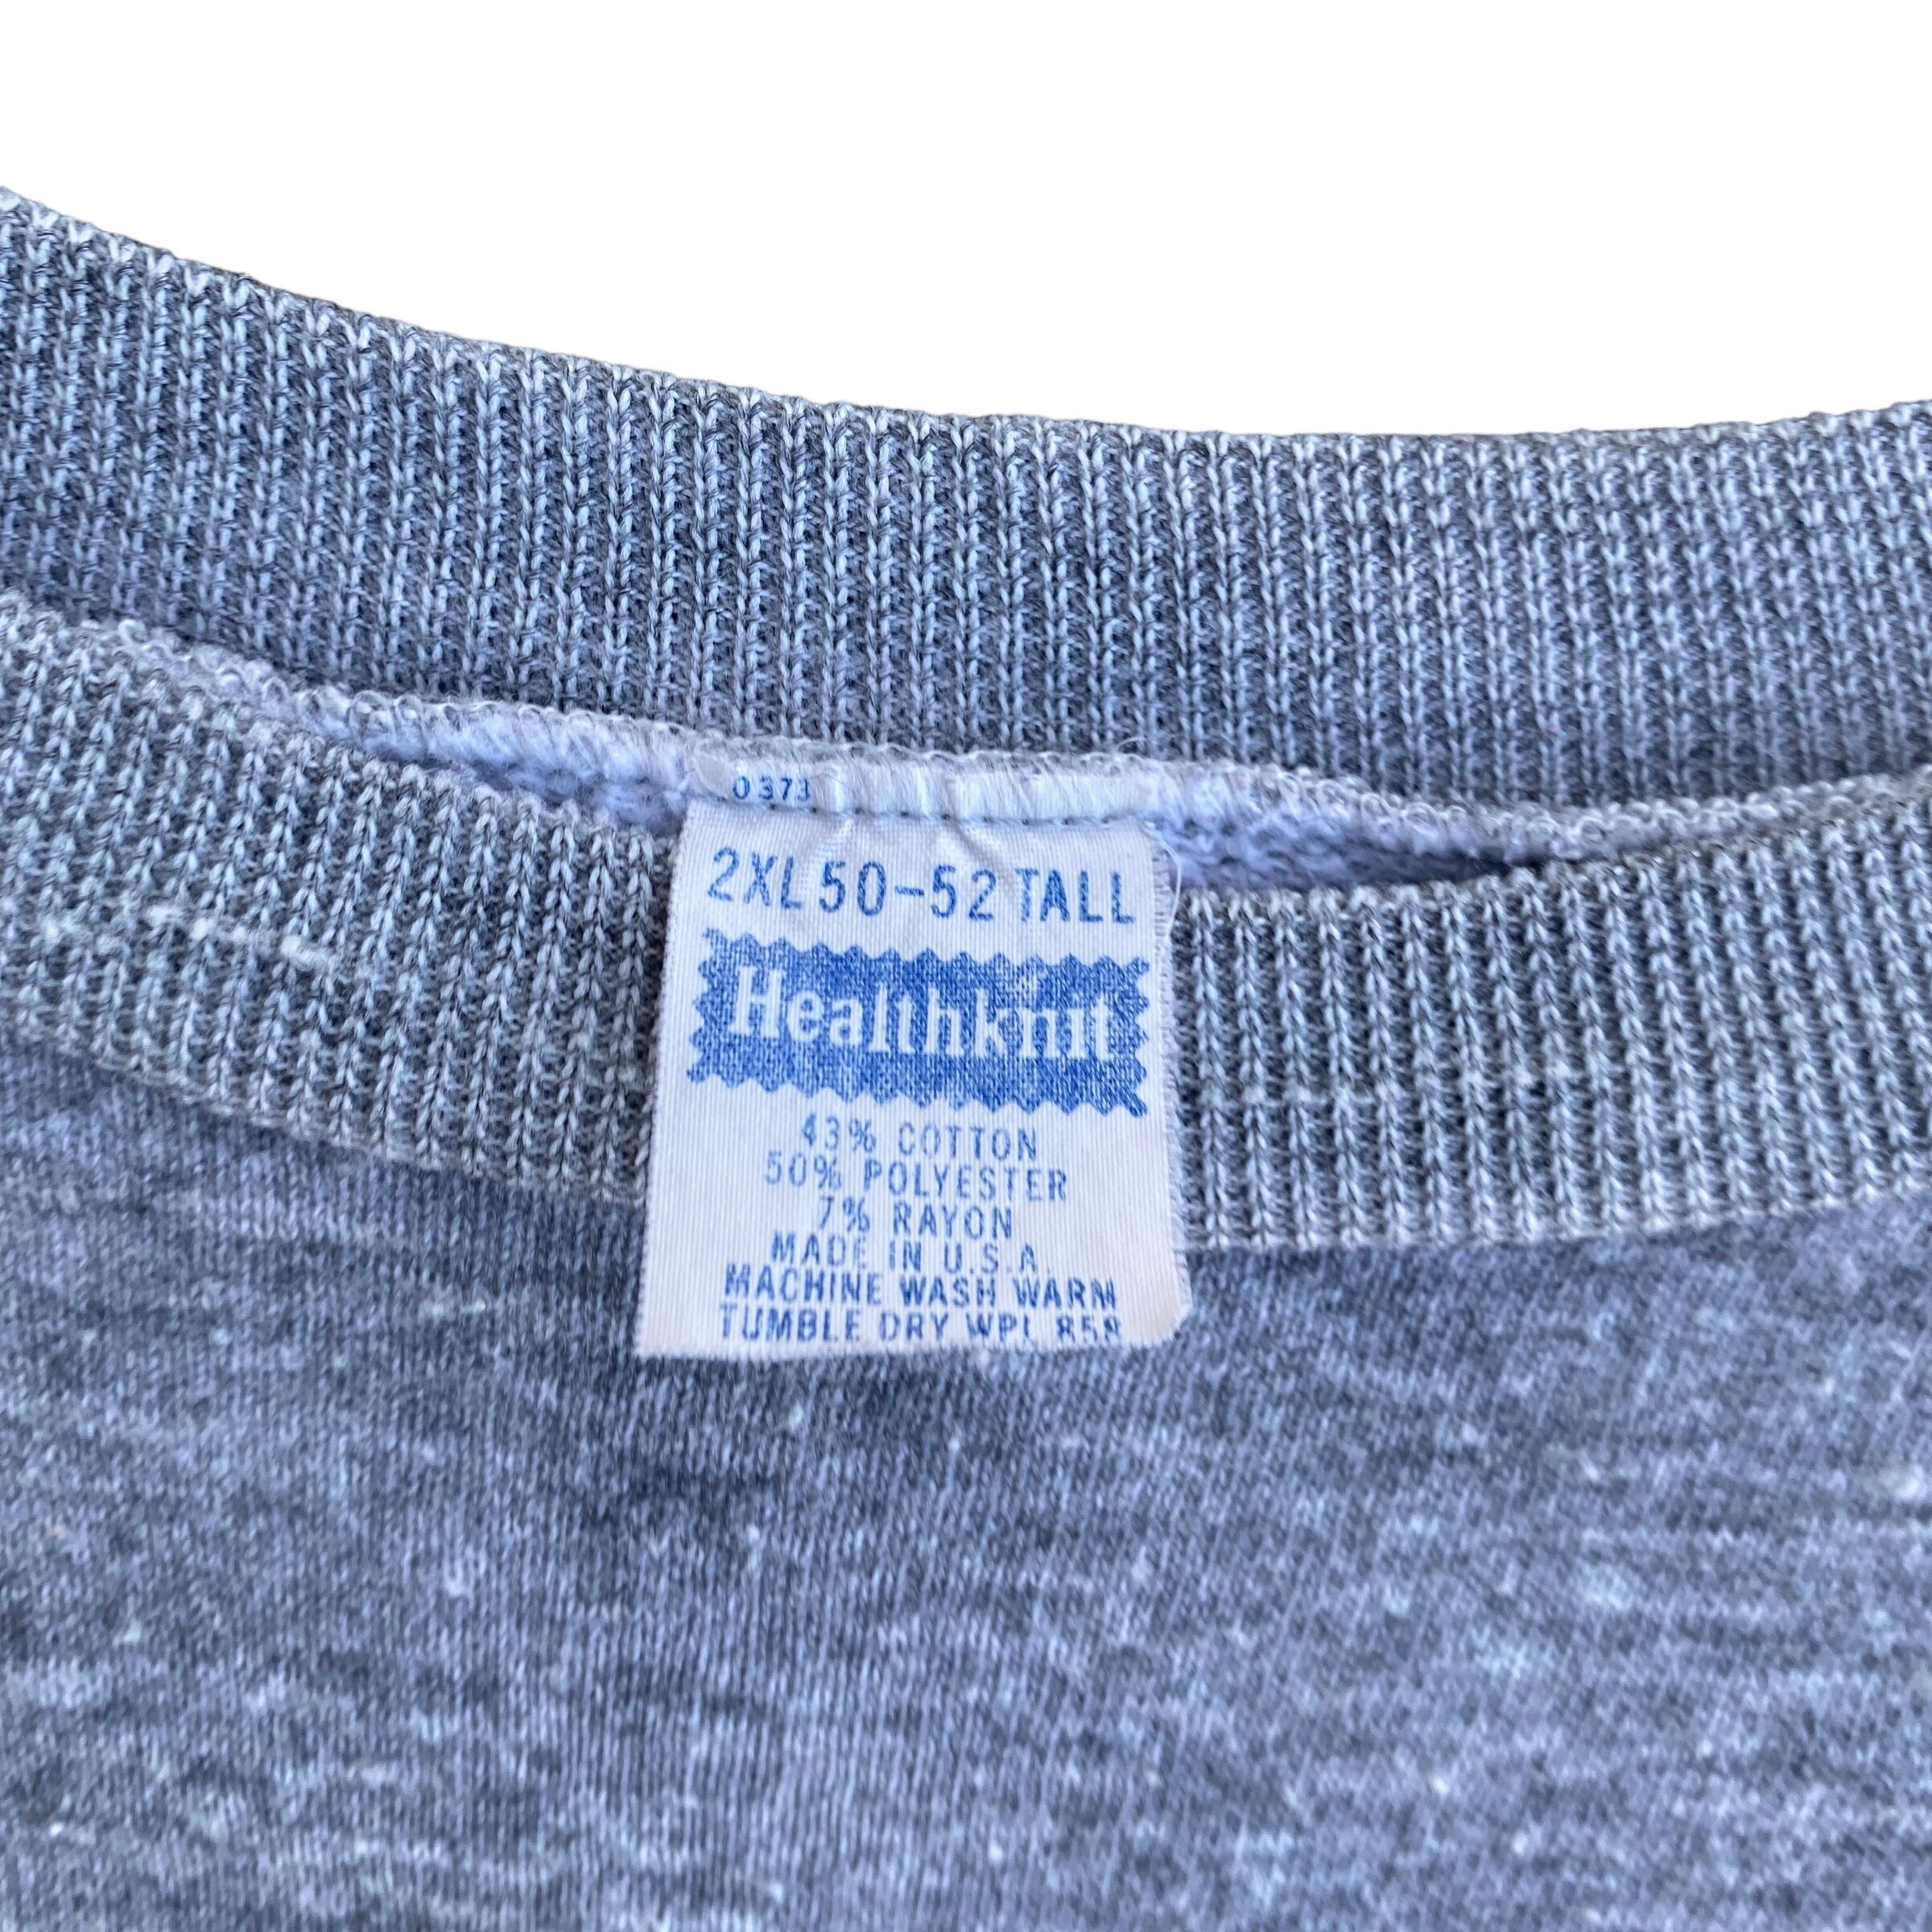 0373
2XL 50-52 TALL
Healthknit
43% COTTON
50% POLYESTER
7% RAYON
MADE IN U.S.A.
MACHINE WASH WARM
TUMBLE DRY WPL 858